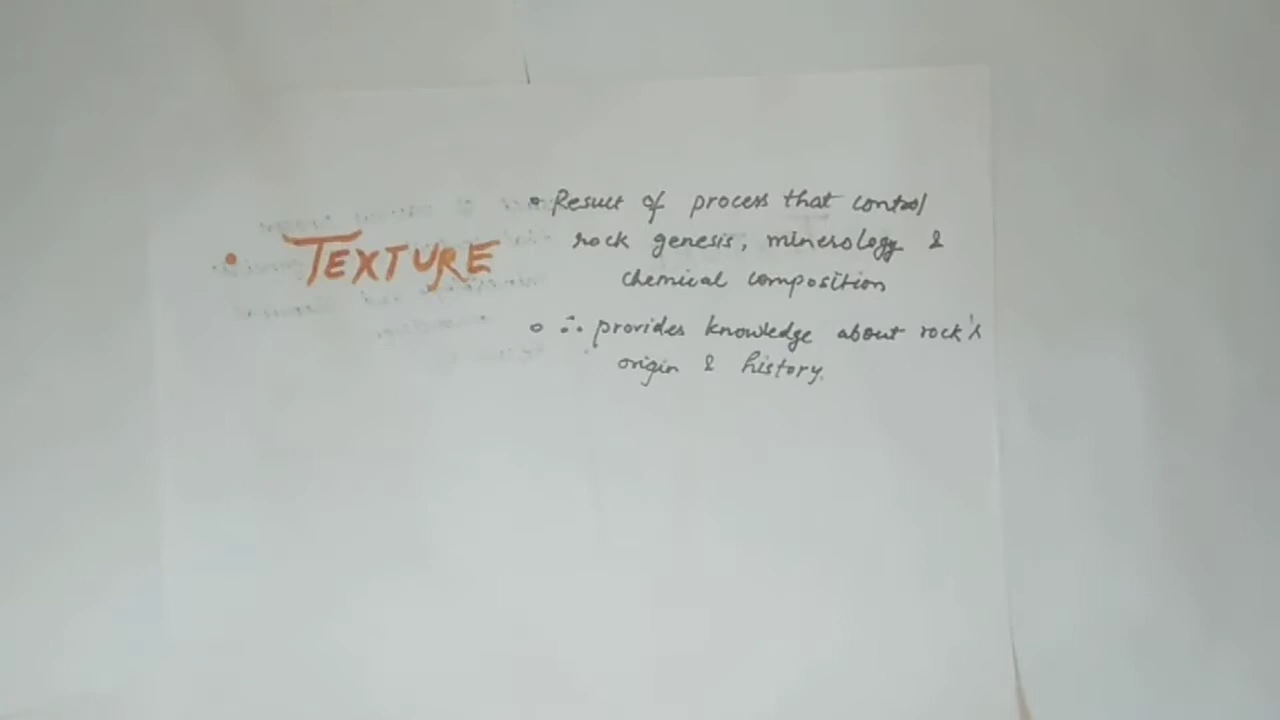 • TEXTURE
• Result of process that control
rock genesis, minerology &
chemical composition
• ∴ provides knowledge about rock's
origin & history.